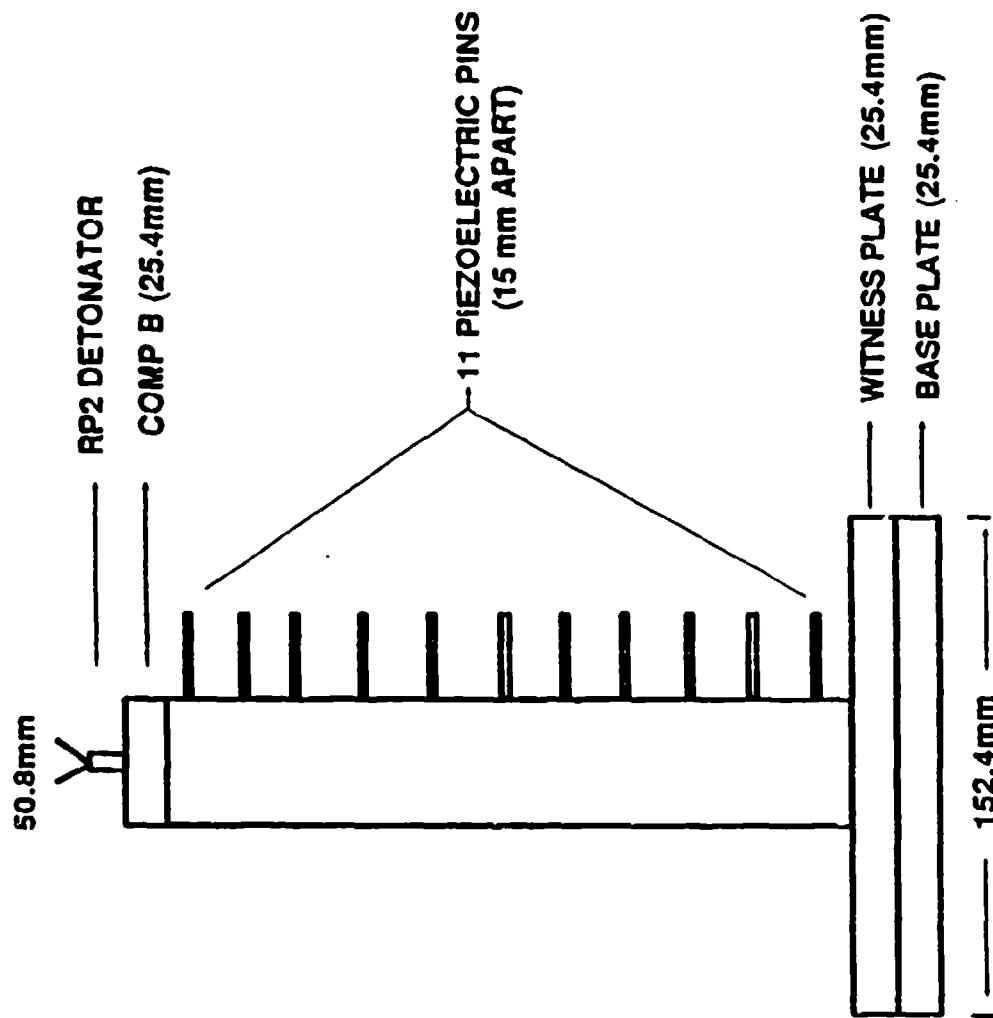 50.8mm
RP2 DETONATOR
COMP B (25.4mm)
11 PIEZOELECTRIC PINS
(15 mm APART)
WITNESS PLATE (25.4mm)
BASE PLATE (25.4mm)
152.4mm